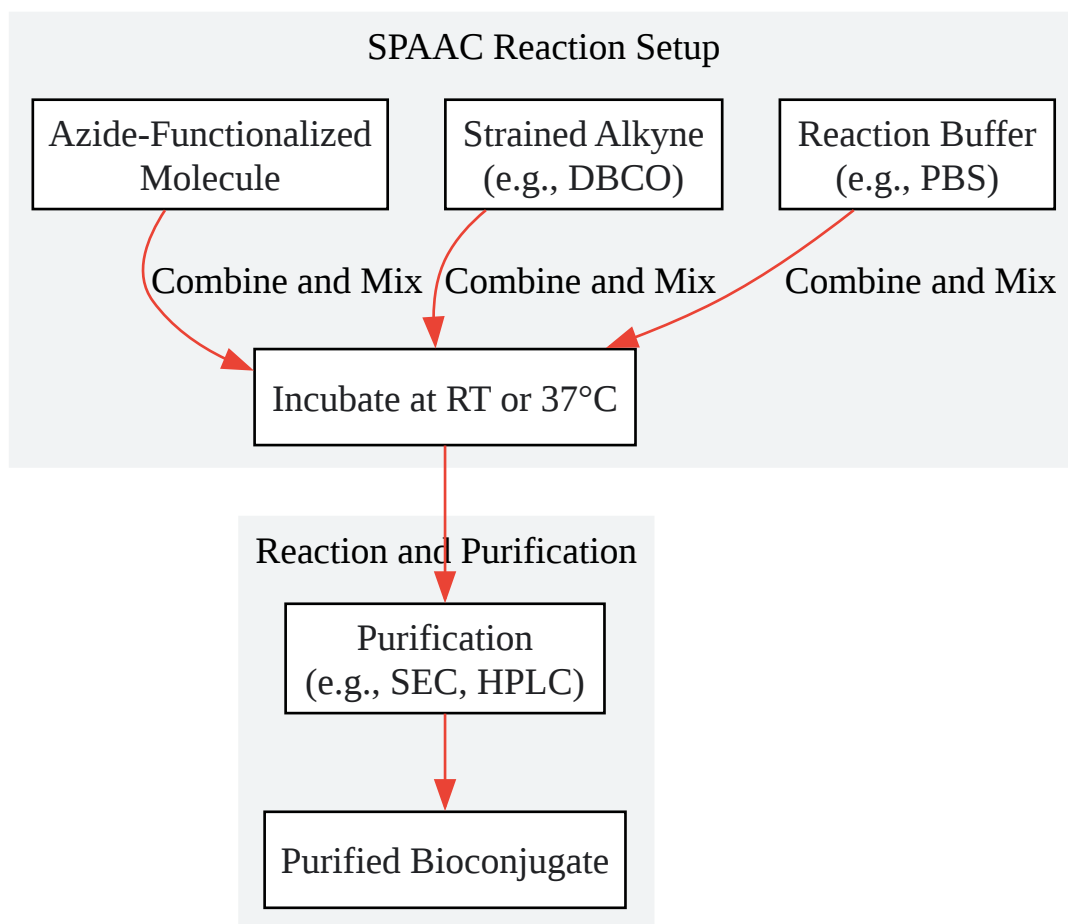 SPAAC Reaction Setup
Azide-Functionalized
Molecule
Strained Alkyne
(e.g., DBCO)
Reaction Buffer
(e.g., PBS)
Combine and Mix
Combine and Mix
Combine and Mix
Incubate at RT or 37°C
Reaction and Purification
Purification
(e.g., SEC, HPLC)
Purified Bioconjugate